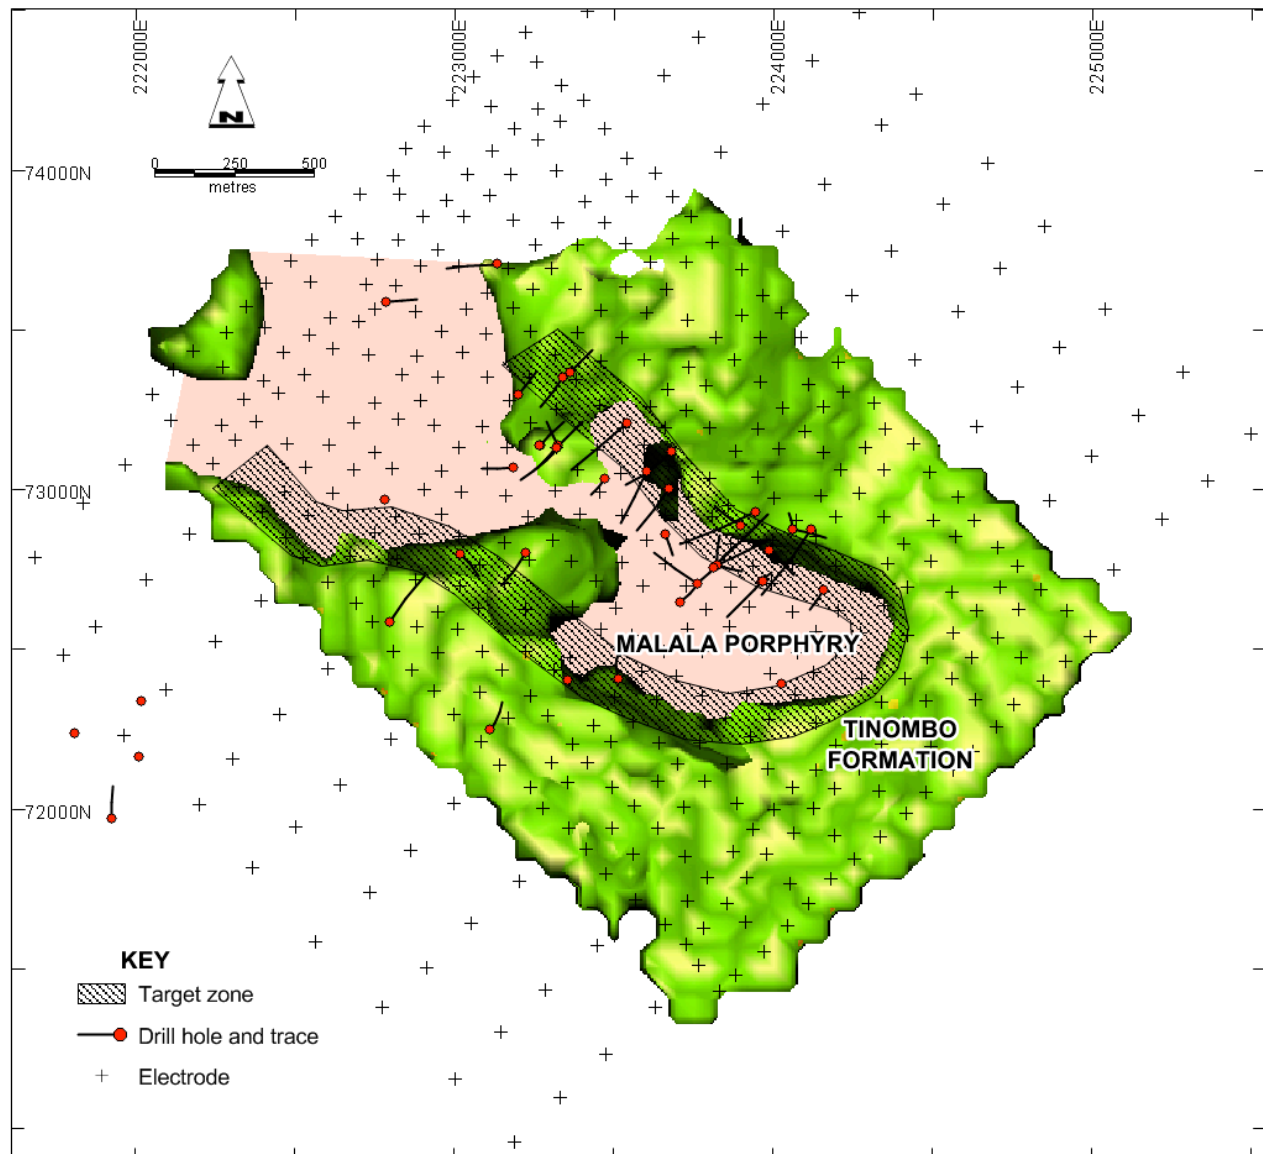 222000E
223000E
224000E
225000E
N
0 250 500
metres
74000N
73000N
MALALA PORPHYRY
TINOMBO
FORMATION
72000N
KEY
Target zone
Drill hole and trace
Electrode